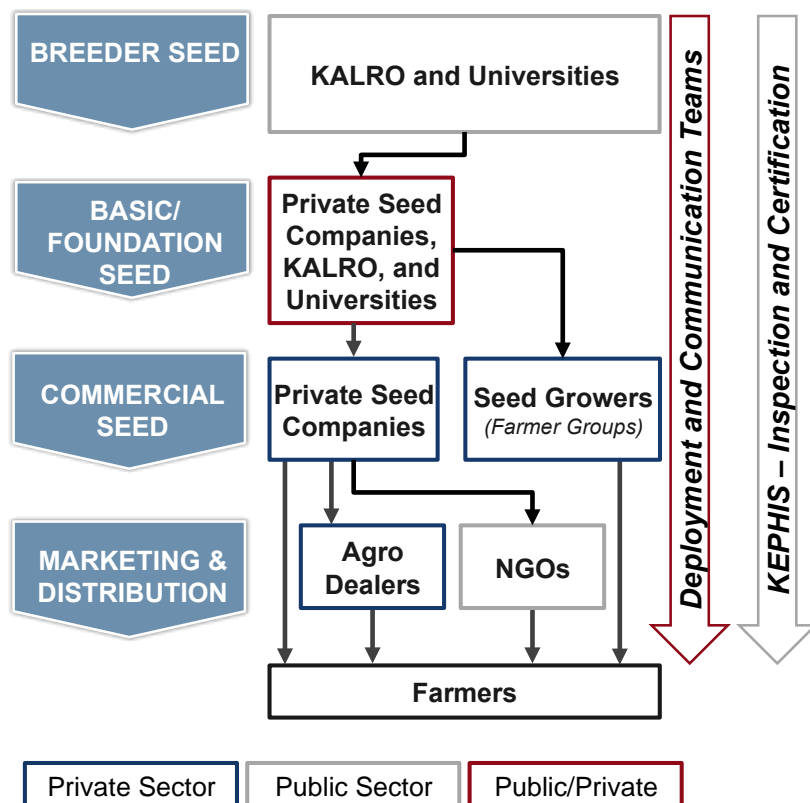 BREEDER SEED
KALRO and Universities
BASIC/
FOUNDATION
SEED
Private Seed
Companies,
KALRO, and
Universities
COMMERCIAL
SEED
Private Seed
Companies
Seed Growers
(Farmer Groups)
MARKETING &
DISTRIBUTION
Agro
Dealers
NGOs
Farmers
Deployment and Communication Teams
KEPHIS – Inspection and Certification
Private Sector
Public Sector
Public/Private